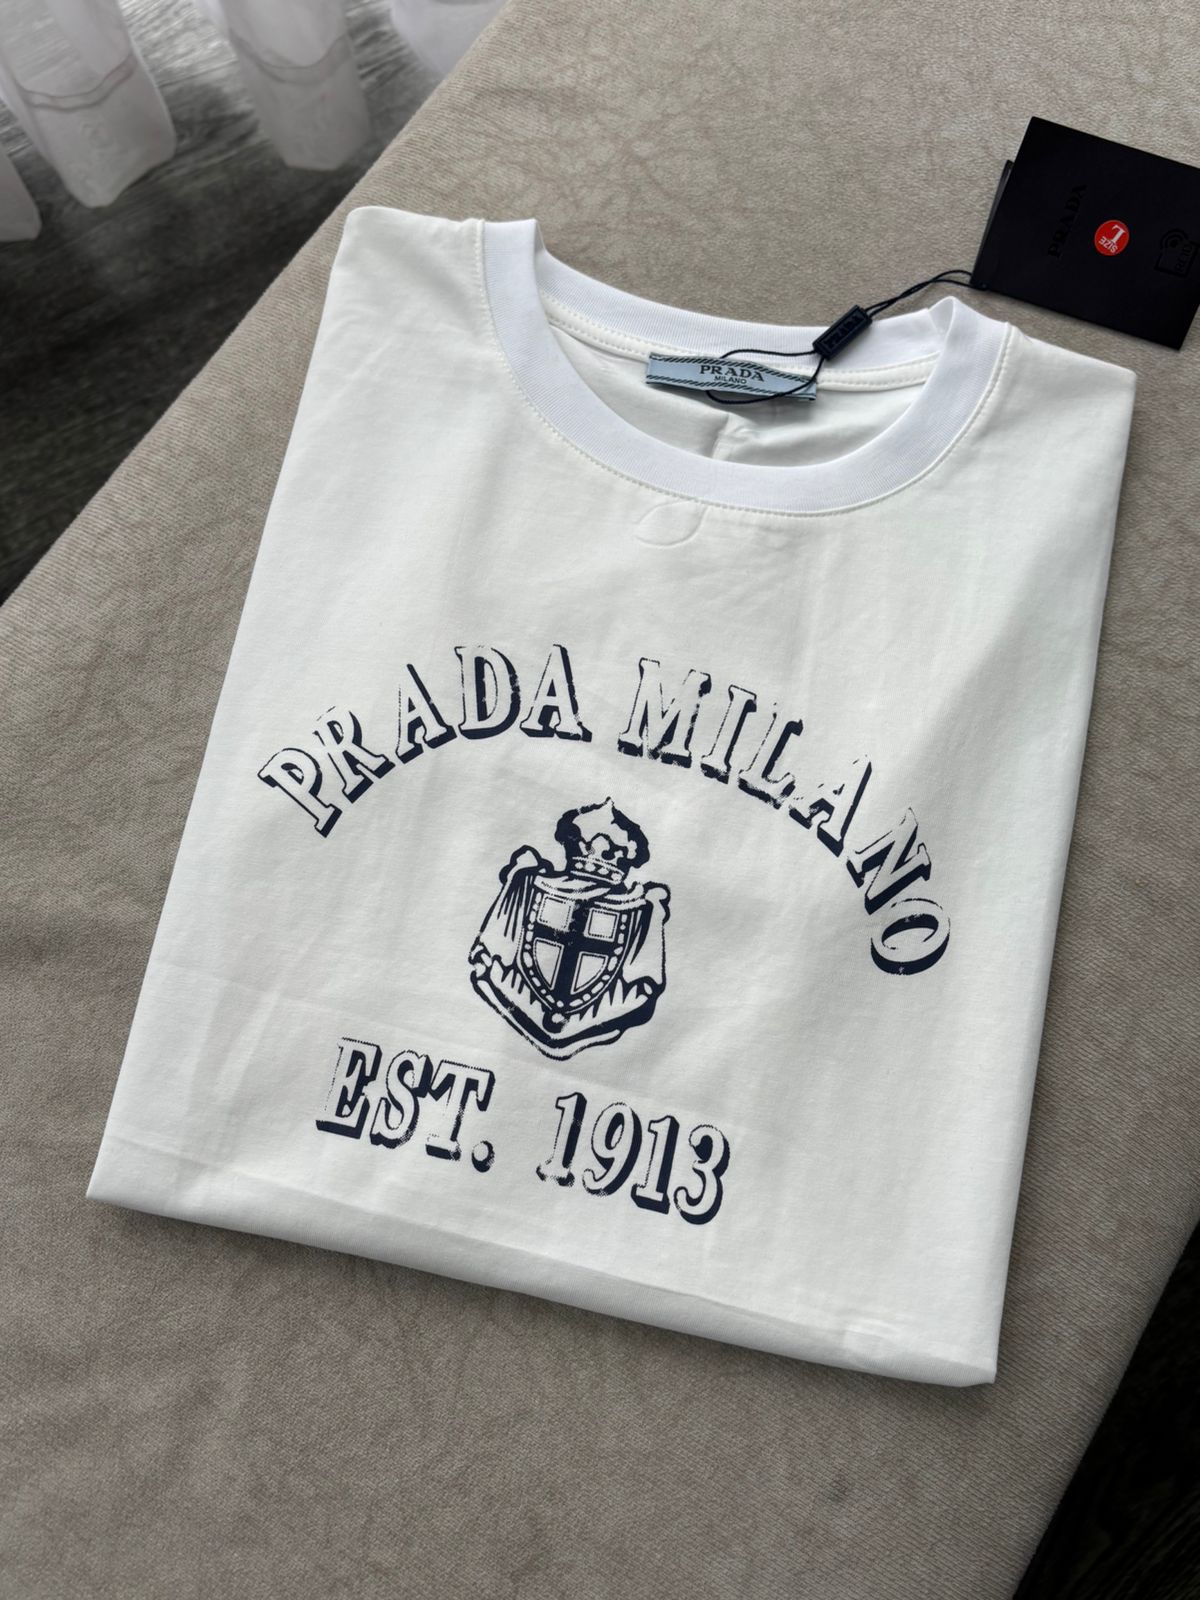 PRADA
SIZE
L
PRADA
MILANO
PRADA MILANO
EST. 1913